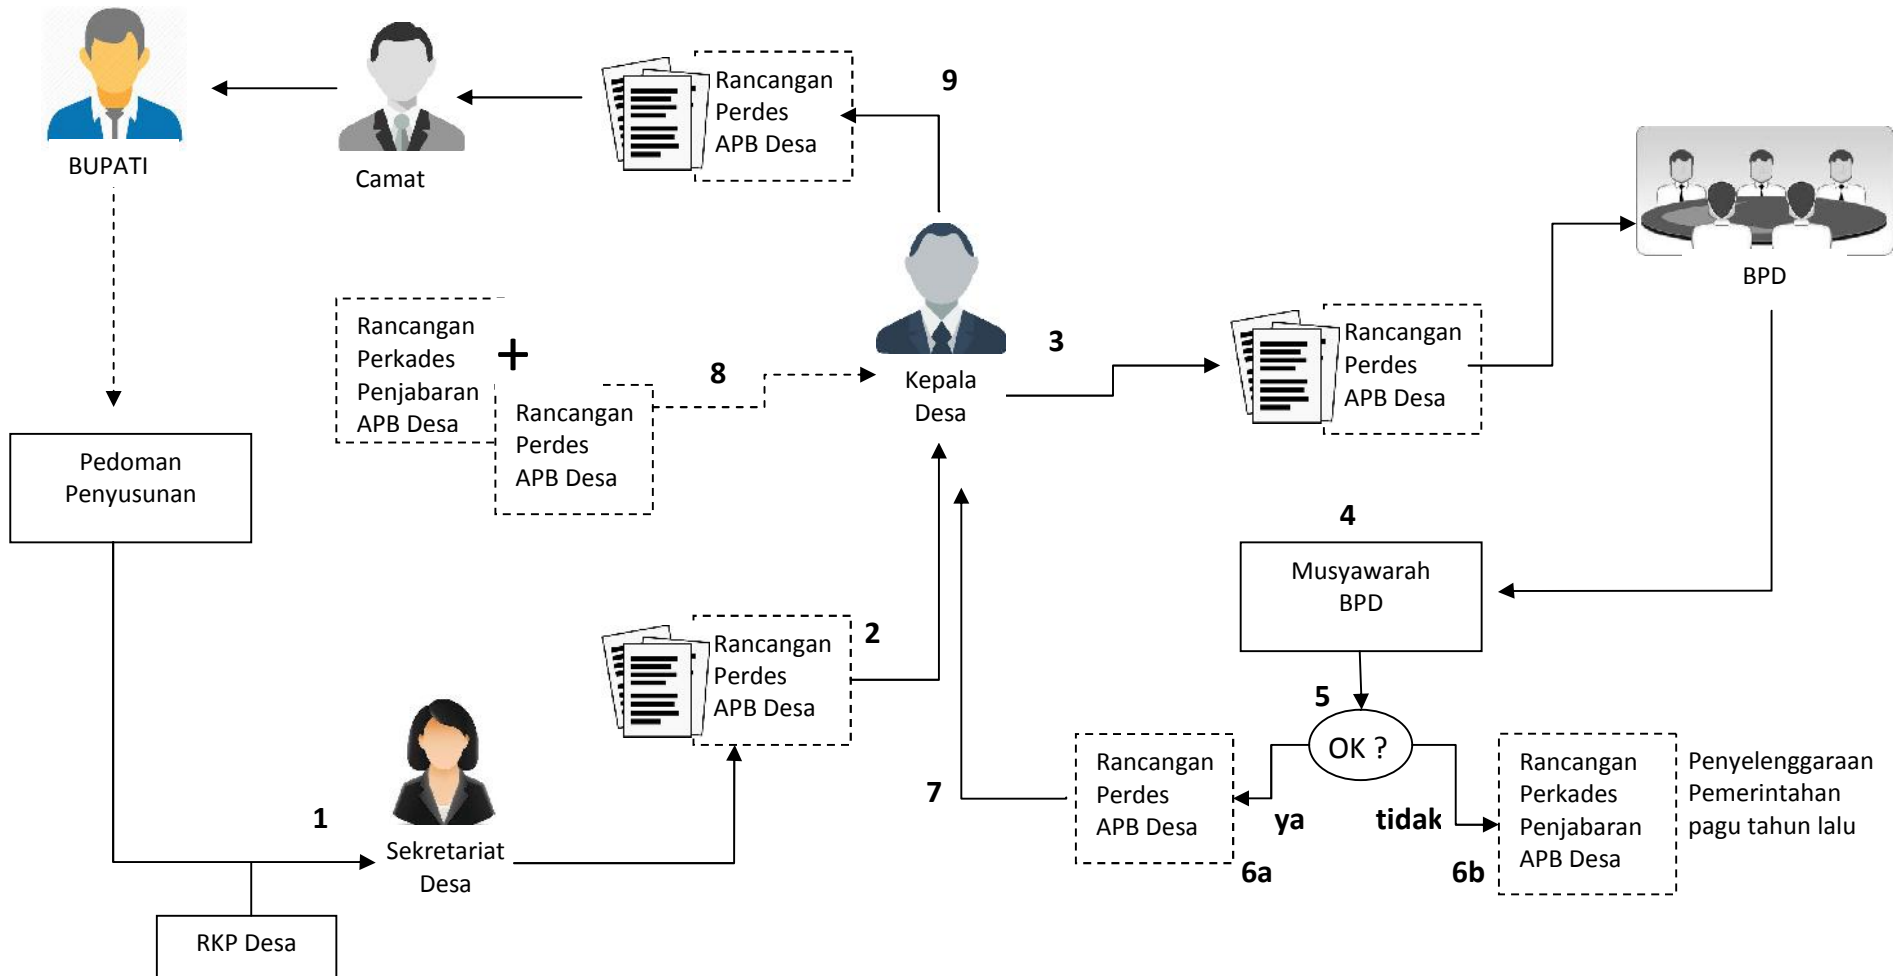 BUPATI
Camat
Rancangan
Perdes
APB Desa
9
BPD
Rancangan
Perkades
Penjabaran
APB Desa
+
Rancangan
Perdes
APB Desa
8
Kepala
Desa
3
Rancangan
Perdes
APB Desa
Pedoman
Penyusunan
4
Musyawarah
BPD
Rancangan
Perdes
APB Desa
2
5
OK ?
1
Sekretariat
Desa
7
Rancangan
Perdes
APB Desa
ya
6a
tidak
6b
Rancangan
Perkades
Penjabaran
APB Desa
Penyelenggaraan
Pemerintahan
pagu tahun lalu
RKP Desa